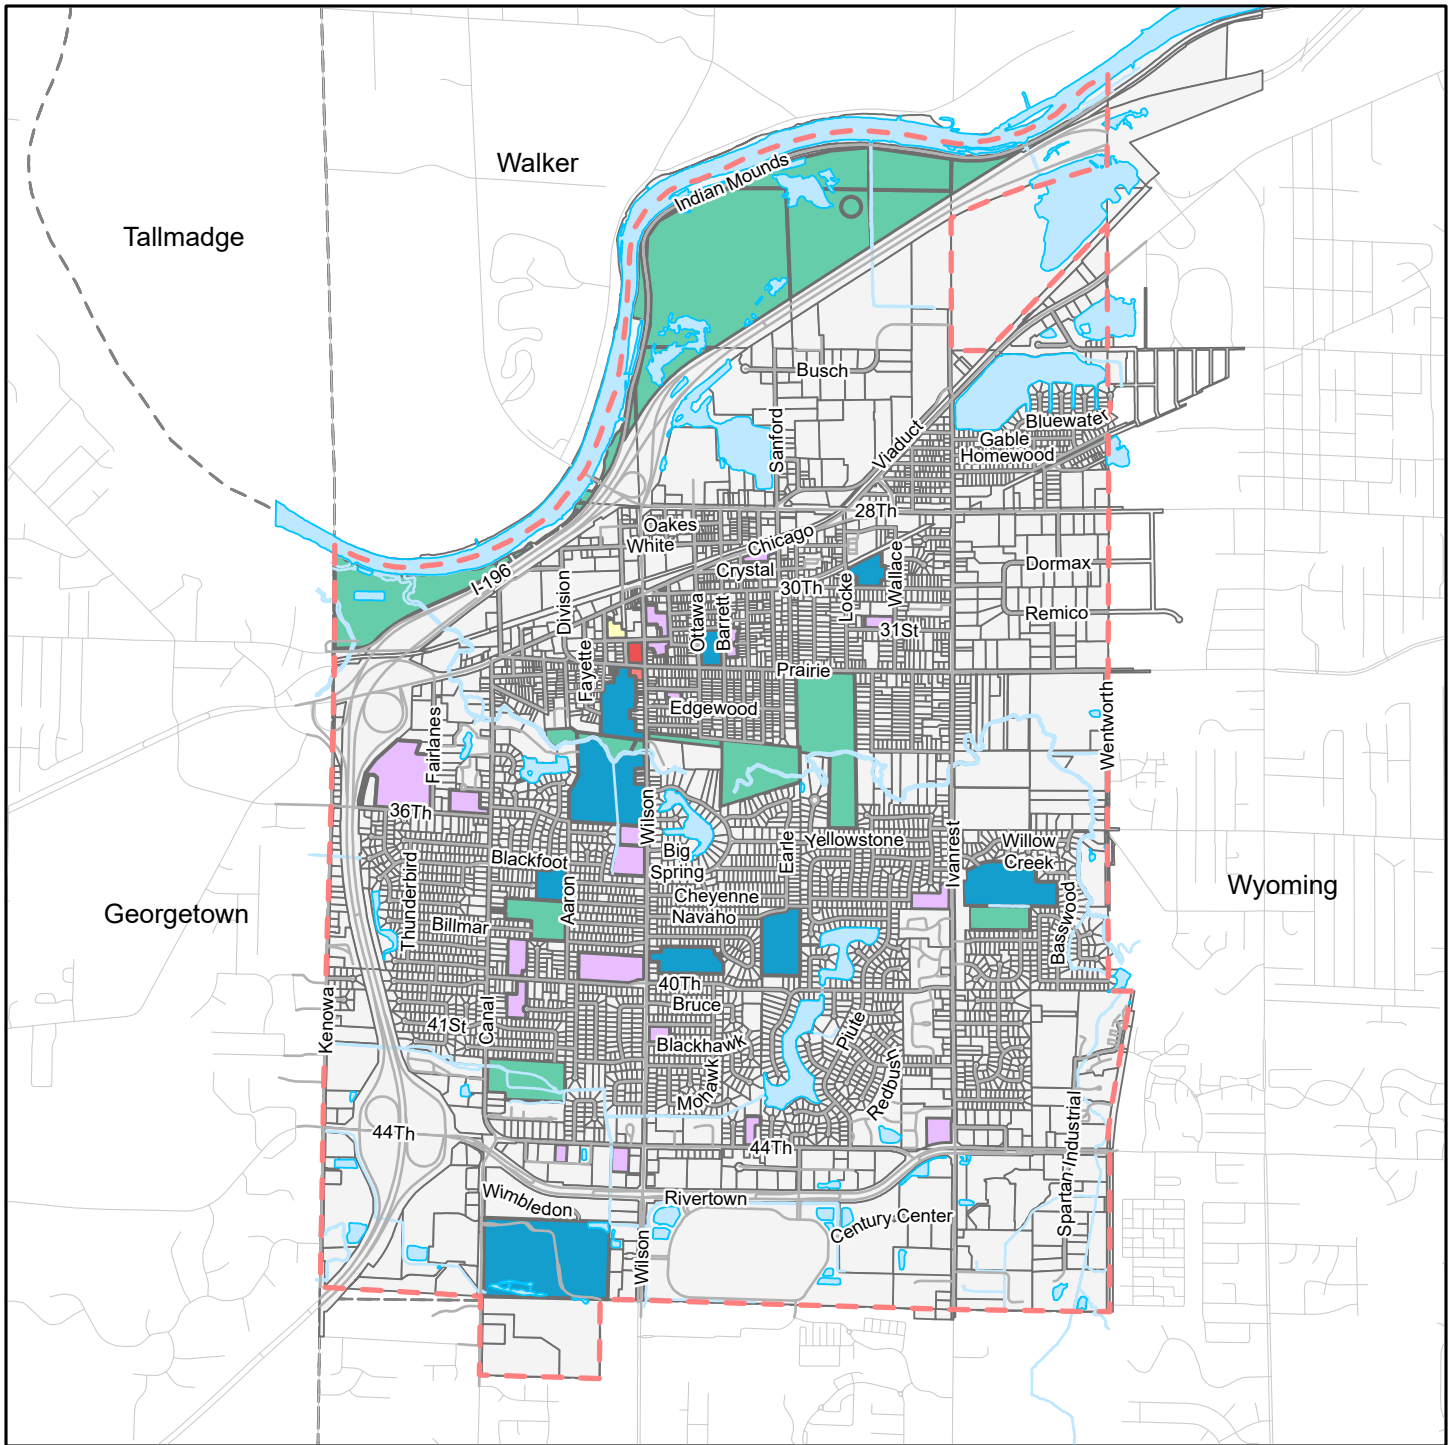 Walker
Indian Mounds
Tallmadge
Busch
Bluewater
Sanford
Viaduct
Gable
Homewood
28Th
Oakes
White
Chicago
Crystal
I-196
30Th
Wallace
Dormax
Division
Locke
Remico
Ottawa
Barrett
31St
Fayette
Prairie
Edgewood
Wentworth
Fairlanes
36Th
Wilson
Yellowstone
Willow
Creek
Big
Spring
Earle
Ivanrest
Blackfoot
Thunderbird
Aaron
Cheyenne
Navaho
Wyoming
Georgetown
Billmar
Basswood
40Th
Bruce
Kenowa
Canal
41St
Blackhawk
Piute
Mohawk
Redbush
44Th
44Th
Spartan Industrial
Wimbledon
Rivertown
Century Center
Wilson